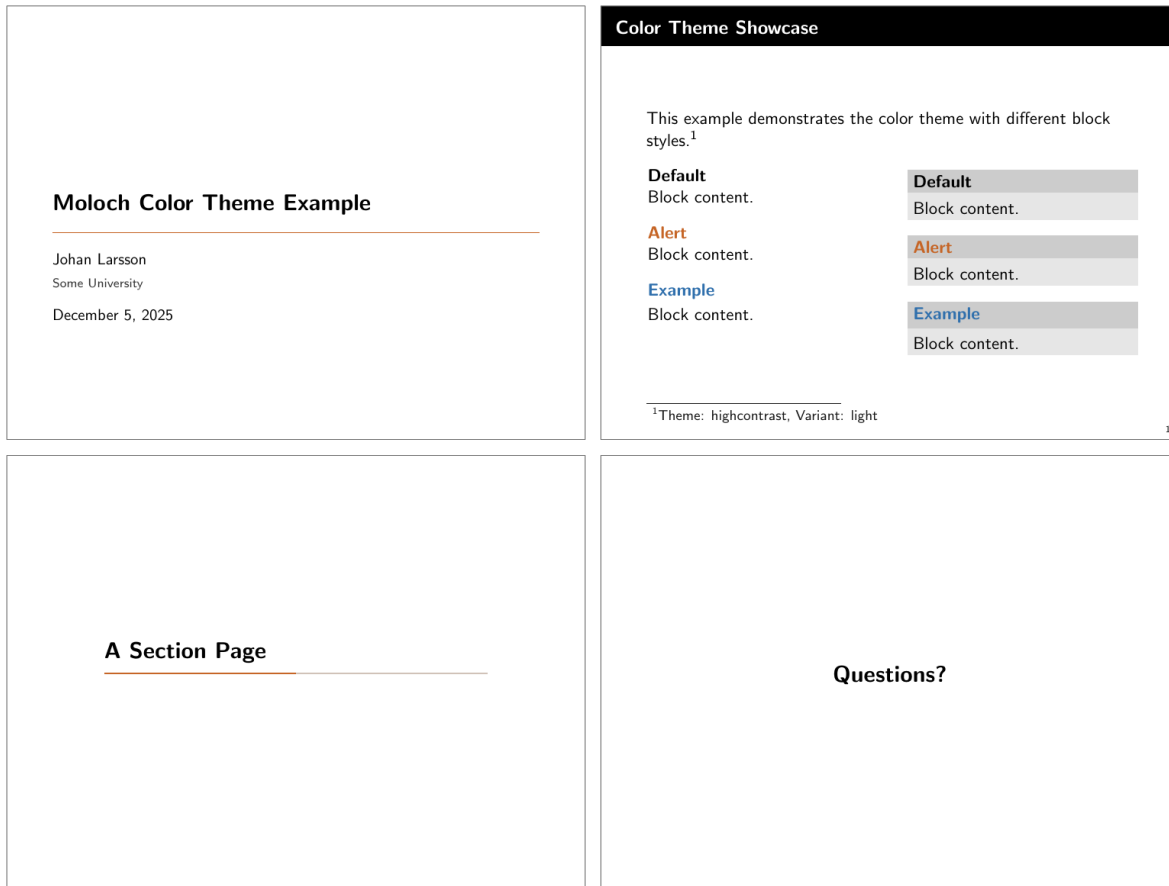 Moloch Color Theme Example
Johan Larsson
Some University
December 5, 2025
Color Theme Showcase
This example demonstrates the color theme with different block
styles.¹
Default
Block content.
Alert
Block content.
Example
Block content.
Default
Block content.
Alert
Block content.
Example
Block content.
¹Theme: highcontrast, Variant: light
1
A Section Page
Questions?